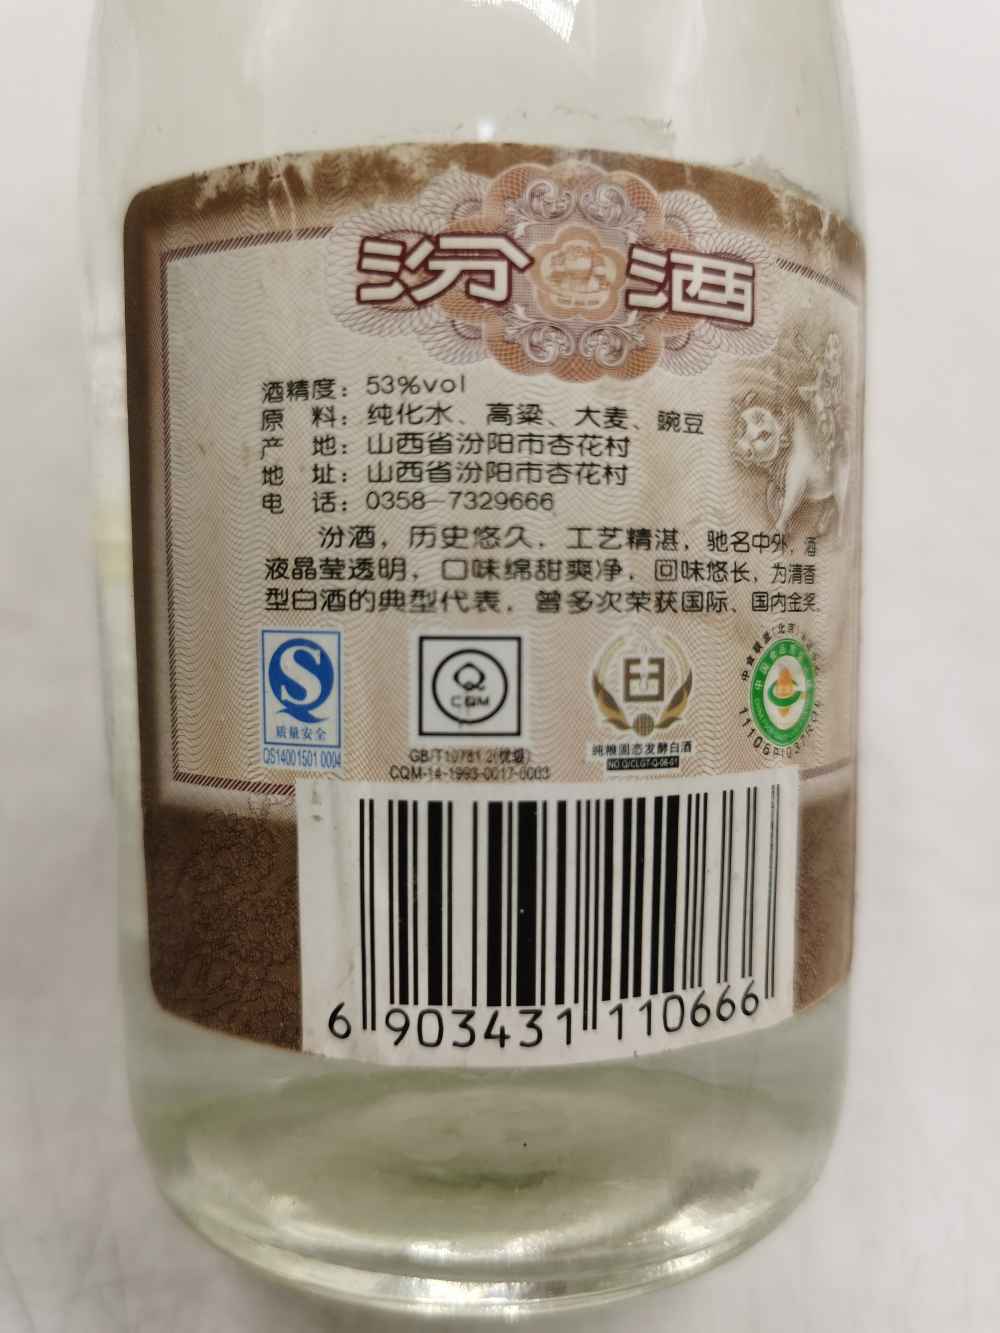 汾酒
酒精度：53%vol
原　料：纯化水、高粱、大麦、豌豆
产　地：山西省汾阳市杏花村
地　址：山西省汾阳市杏花村
电　话：0358-7329666
汾酒，历史悠久，工艺精湛，驰名中外，酒
液晶莹透明，口味绵甜爽净，回味悠长，为清香
型白酒的典型代表，曾多次荣获国际、国内金奖。
质量安全
QS14001501 0004
CQM
GB/T10781.2(优级)
CQM-14-1993-0017-0003
纯粮固态发酵白酒
NO.Q/CLGT-Q-06-01
6 903431 110666